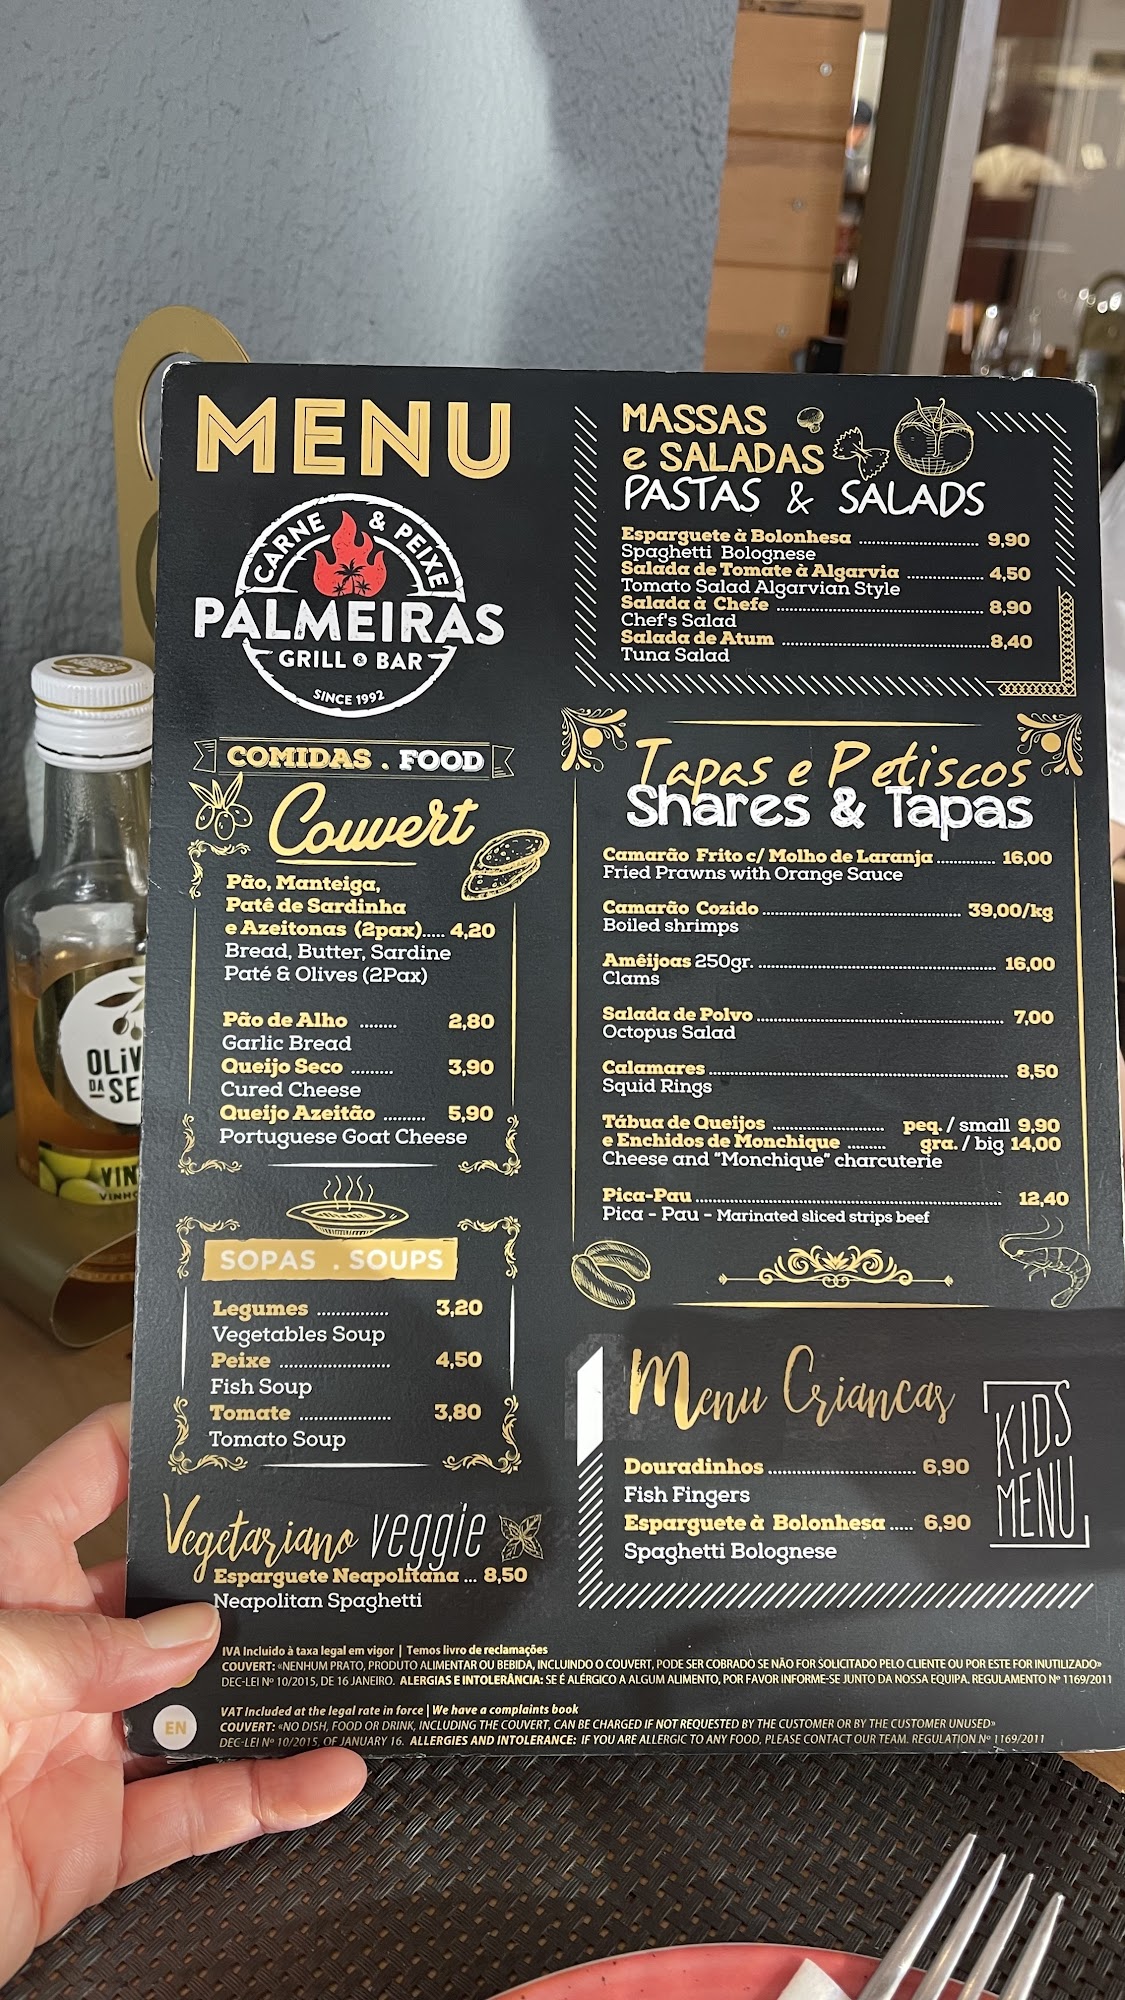 MENU
CARNE & PEIXE
PALMEIRAS
GRILL & BAR
SINCE 1992
COMIDAS . FOOD
Couvert
Pão, Manteiga,
Patê de Sardinha
e Azeitonas (2pax)..... 4,20
Bread, Butter, Sardine
Paté & Olives (2Pax)
Pão de Alho ........ 2,80
Garlic Bread
Queijo Seco ......... 3,90
Cured Cheese
Queijo Azeitão ........ 5,90
Portuguese Goat Cheese
SOPAS . SOUPS
Legumes ............... 3,20
Vegetables Soup
Peixe ....................... 4,50
Fish Soup
Tomate ................... 3,80
Tomato Soup
Vegetariano veggie
Esparguete Neapolitana ... 8,50
Neapolitan Spaghetti
MASSAS
e SALADAS
PASTAS & SALADS
Esparguete à Bolonhesa ............................... 9,90
Spaghetti Bolognese
Salada de Tomate à Algarvia .................... 4,50
Tomato Salad Algarvian Style
Salada à Chefe ...................................................... 8,90
Chef's Salad
Salada de Atum .....................................................8,40
Tuna Salad
Tapas e Petiscos
Shares & Tapas
Camarão Frito c/ Molho de Laranja............... 16,00
Fried Prawns with Orange Sauce
Camarão Cozido..................................................... 39,00/kg
Boiled shrimps
Amêijoas 250gr. ............................................................. 16,00
Clams
Salada de Polvo ............................................................... 7,00
Octopus Salad
Calamares............................................................................ 8,50
Squid Rings
Tábua de Queijos ............................. peq. / small 9,90
e Enchidos de Monchique .......... gra. / big 14,00
Cheese and “Monchique” charcuterie
Pica-Pau................................................................................ 12,40
Pica - Pau - Marinated sliced strips beef
Menu Criancas
KIDS
MENU
Douradinhos ...................................... 6,90
Fish Fingers
Esparguete à Bolonhesa ..... 6,90
Spaghetti Bolognese
IVA Incluido à taxa legal em vigor | Temos livro de reclamações
COUVERT: «NENHUM PRATO, PRODUTO ALIMENTAR OU BEBIDA, INCLUINDO O COUVERT, PODE SER COBRADO SE NÃO FOR SOLICITADO PELO CLIENTE OU POR ESTE FOR INUTILIZADO»
DEC-LEI Nº 10/2015, DE 16 JANEIRO. ALERGIAS E INTOLERÂNCIA: SE É ALÉRGICO A ALGUM ALIMENTO, POR FAVOR INFORME-SE JUNTO DA NOSSA EQUIPA. REGULAMENTO Nº 1169/2011
EN
VAT Included at the legal rate in force | We have a complaints book
COUVERT: «NO DISH, FOOD OR DRINK, INCLUDING THE COUVERT, CAN BE CHARGED IF NOT REQUESTED BY THE CUSTOMER OR BY THE CUSTOMER UNUSED»
DEC-LEI Nº 10/2015, OF JANUARY 16. ALLERGIES AND INTOLERANCE: IF YOU ARE ALLERGIC TO ANY FOOD, PLEASE CONTACT OUR TEAM. REGULATION Nº 1169/2011
OLIV
DA SE
VIN
VINHO